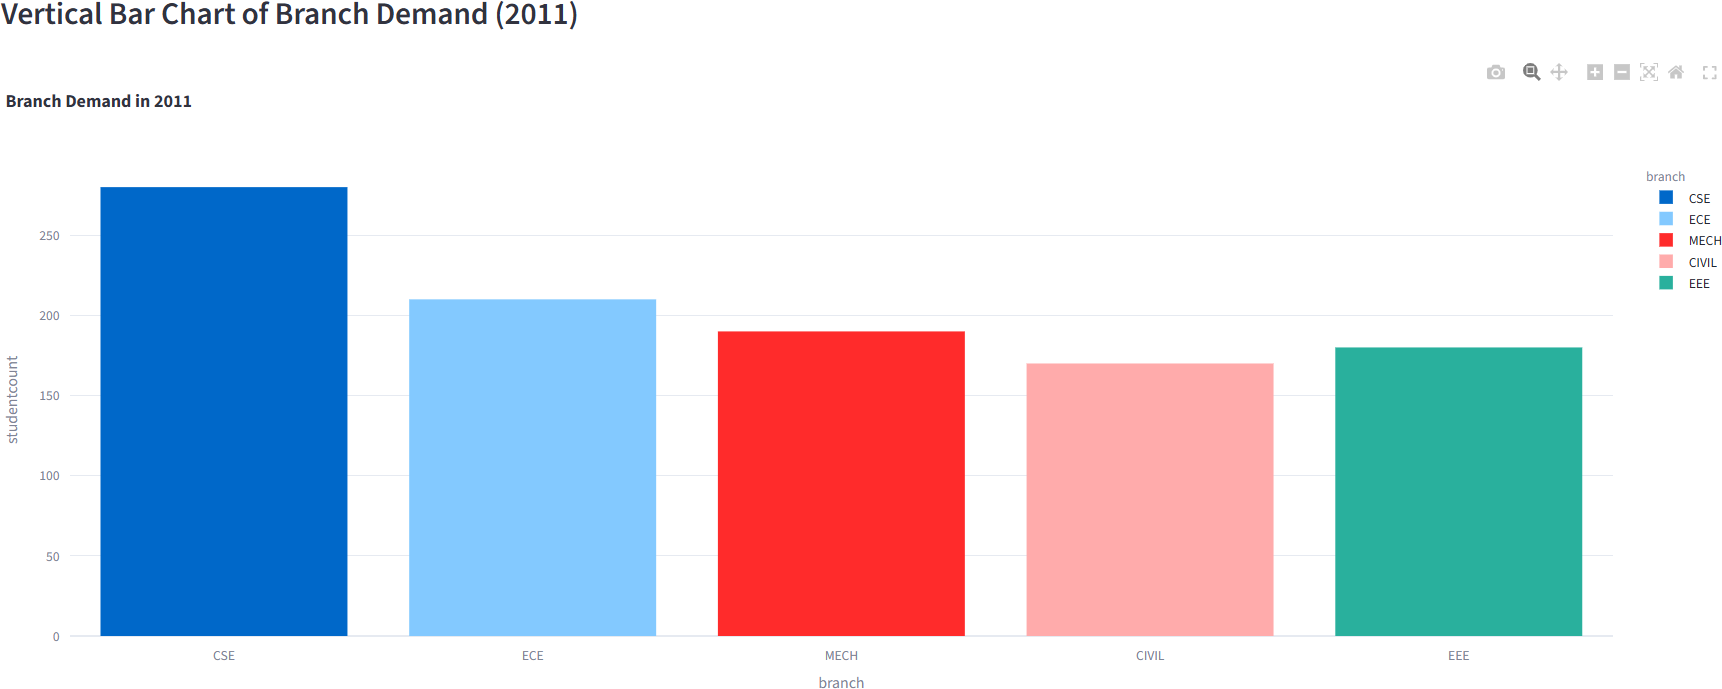 Vertical Bar Chart of Branch Demand (2011)
Branch Demand in 2011
branch
CSE
ECE
MECH
CIVIL
EEE
studentcount
250
200
150
100
50
0
CSE ECE MECH CIVIL EEE
branch